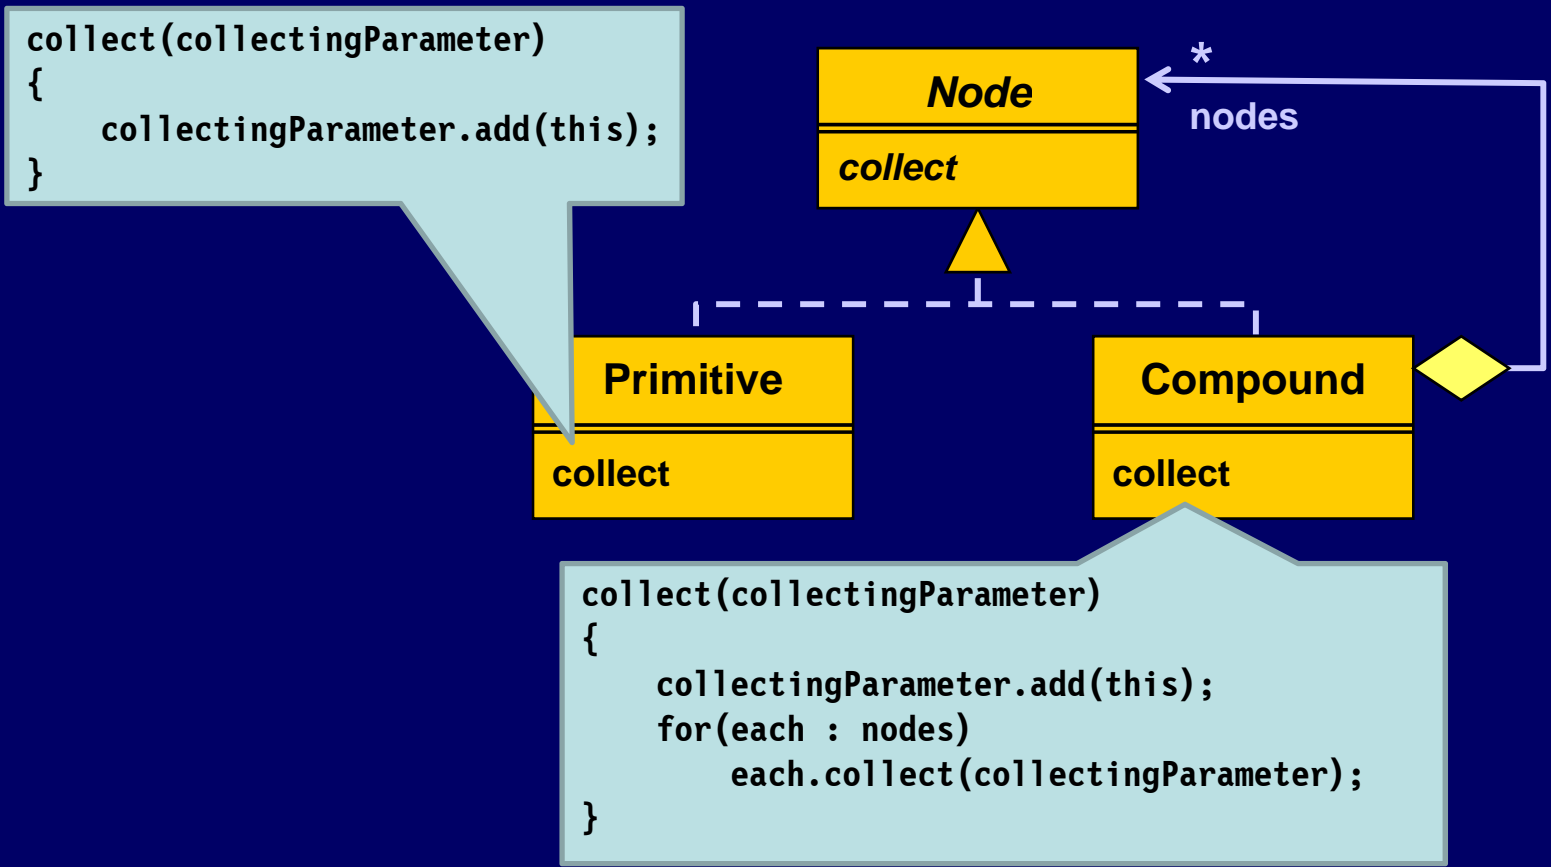 collect(collectingParameter)
{
    collectingParameter.add(this);
}
Node
collect
*
nodes
Primitive
collect
Compound
collect
collect(collectingParameter)
{
    collectingParameter.add(this);
    for(each : nodes)
        each.collect(collectingParameter);
}